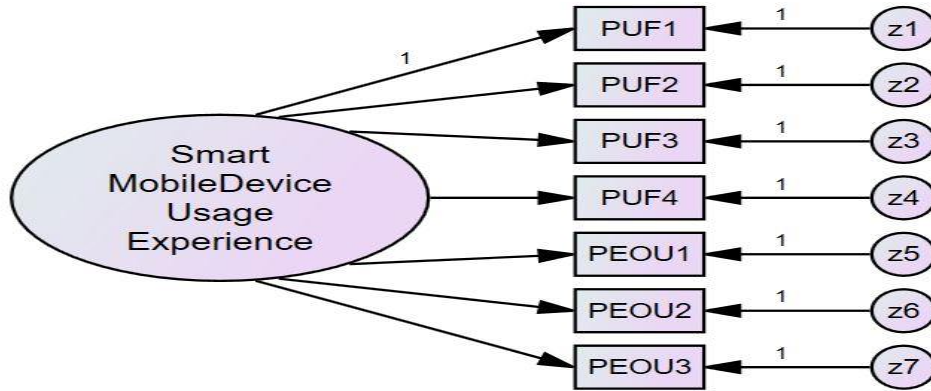 1
PUF1
1
z1
PUF2
1
z2
PUF3
1
z3
Smart
MobileDevice
Usage
Experience
PUF4
1
z4
PEOU1
1
z5
PEOU2
1
z6
PEOU3
1
z7